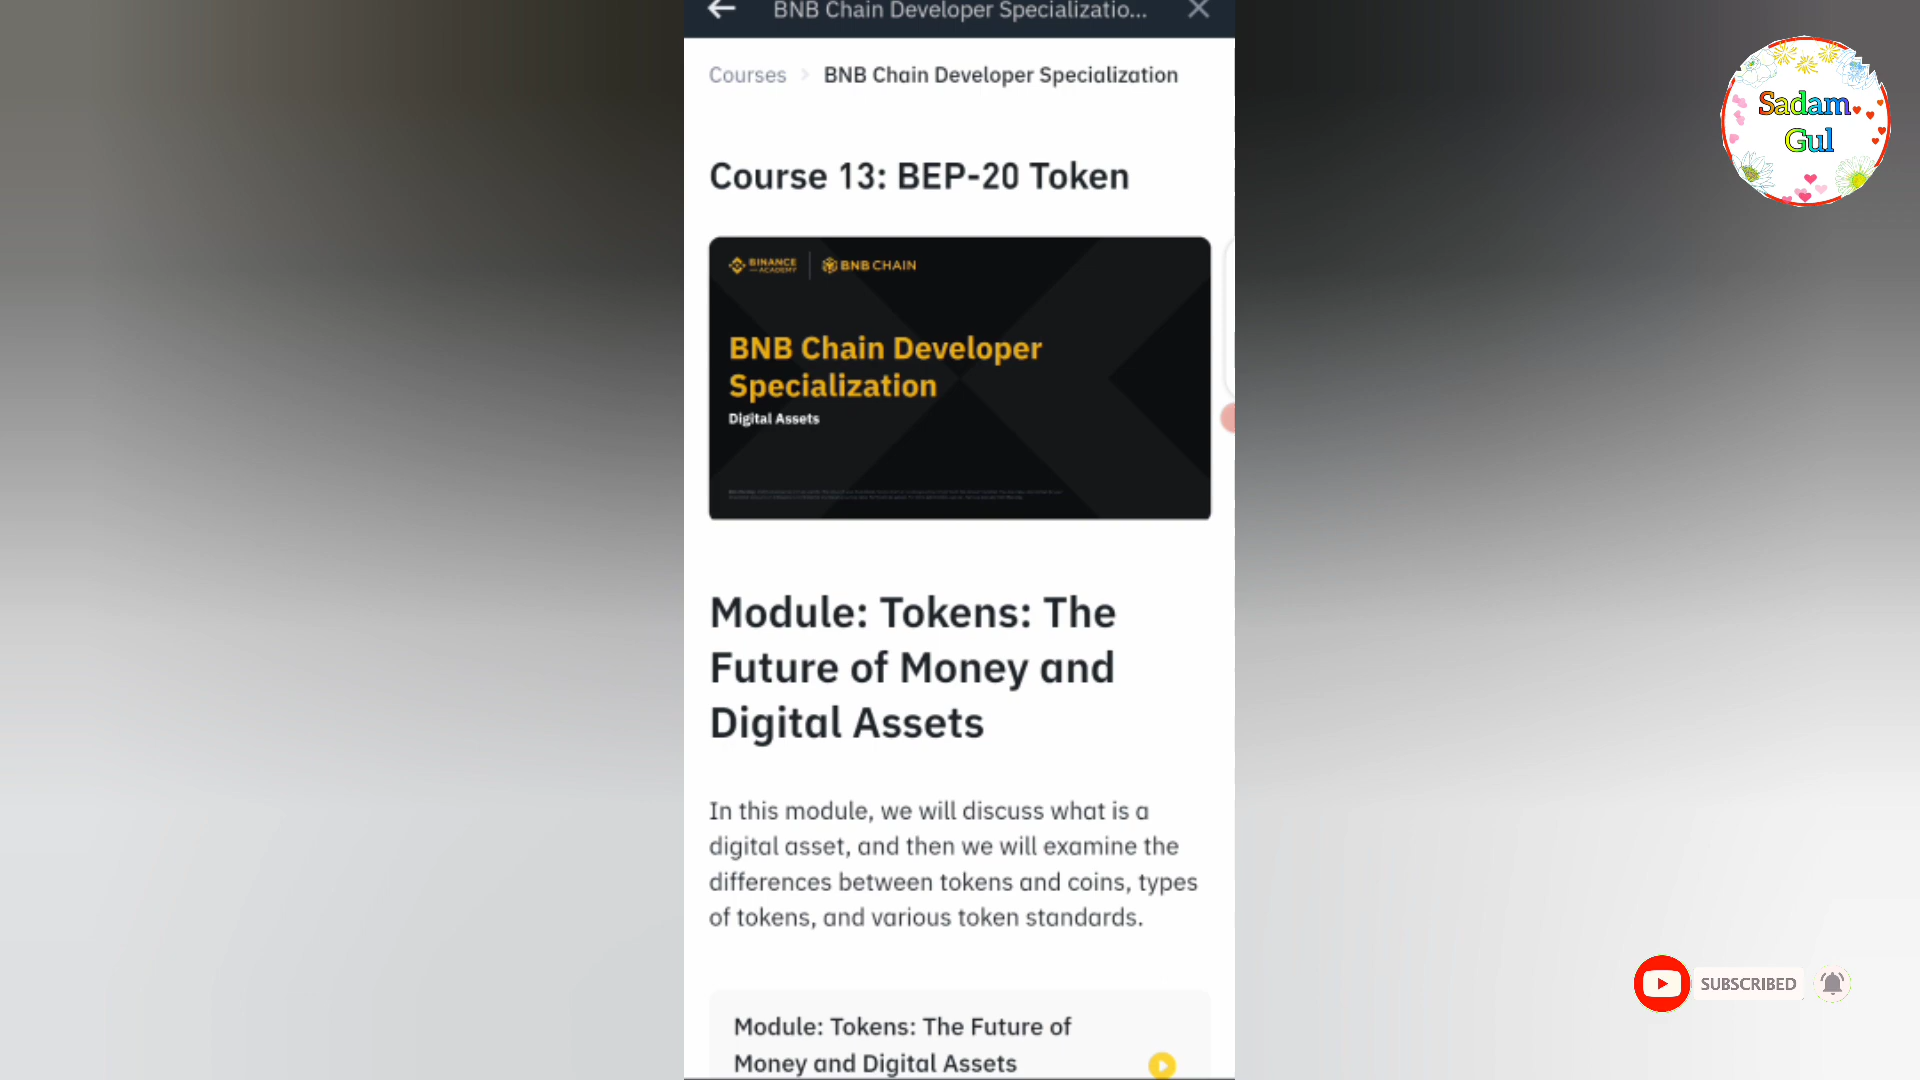 BNB Chain Developer Specializatio...
Courses > BNB Chain Developer Specialization
Sadam
Gul
Course 13: BEP-20 Token
BINANCE
ACADEMY
BNB CHAIN
BNB Chain Developer
Specialization
Digital Assets
Module: Tokens: The
Future of Money and
Digital Assets
In this module, we will discuss what is a
digital asset, and then we will examine the
differences between tokens and coins, types
of tokens, and various token standards.
SUBSCRIBED
Module: Tokens: The Future of
Money and Digital Assets